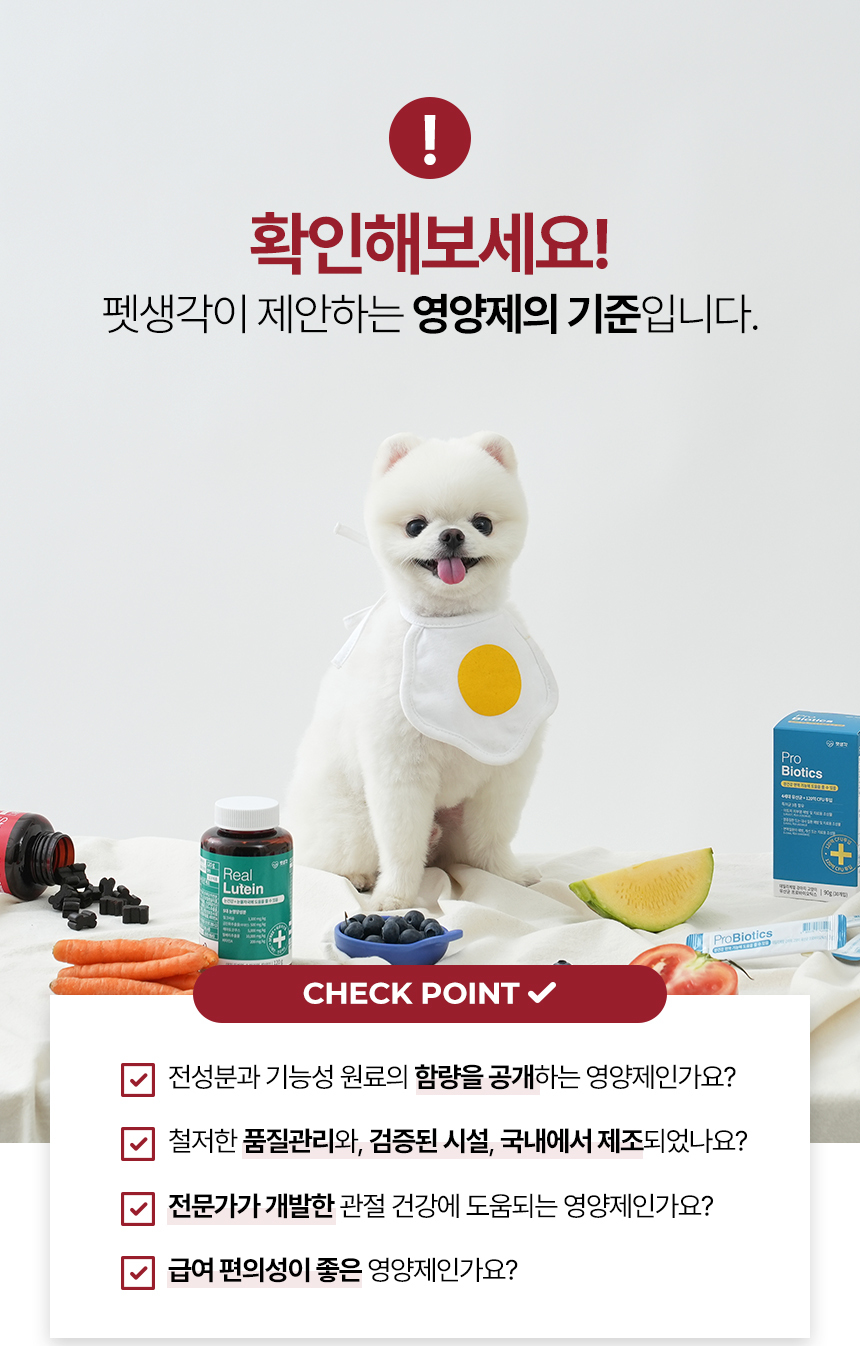 !
확인해보세요!
펫생각이 제안하는 영양제의 기준입니다.
Pro
Biotics
Pro
Biotics
90g
Real
Lutein
ProBiotics
CHECK POINT
전성분과 기능성 원료의 함량을 공개하는 영양제인가요?
철저한 품질관리와, 검증된 시설, 국내에서 제조되었나요?
전문가가 개발한 관절 건강에 도움되는 영양제인가요?
급여 편의성이 좋은 영양제인가요?